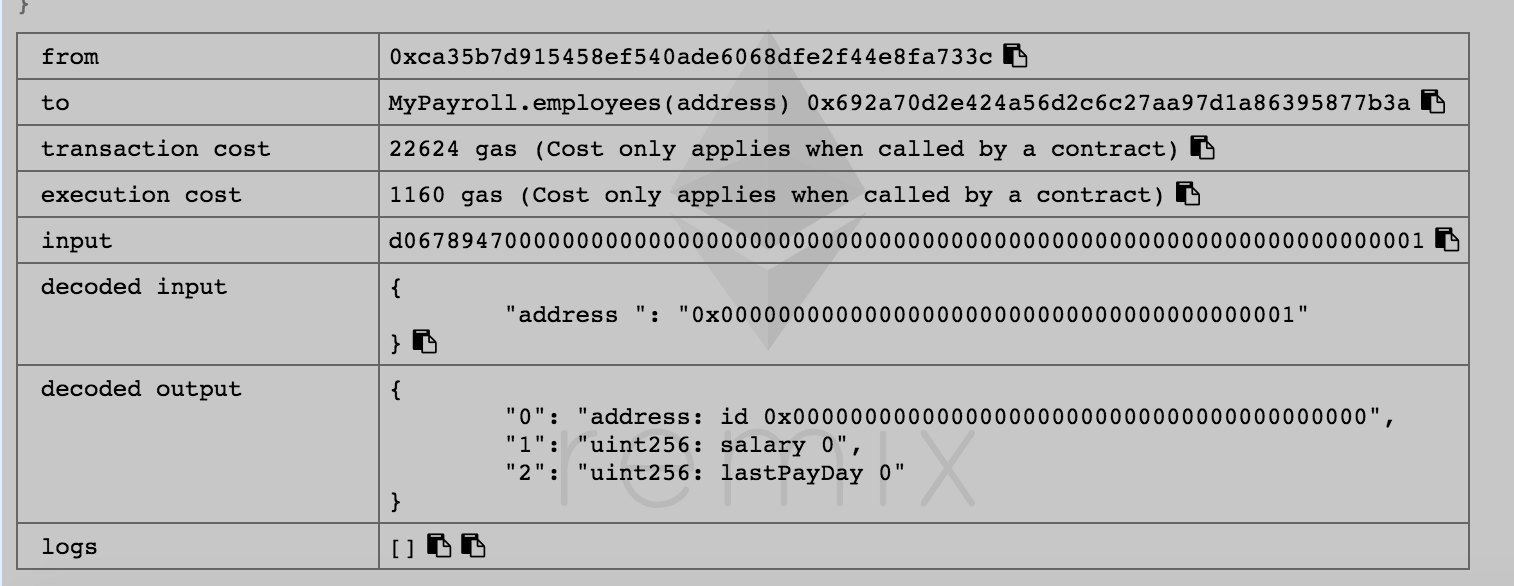 }
from 0xca35b7d915458ef540ade6068dfe2f44e8fa733c
to MyPayroll.employees(address) 0x692a70d2e424a56d2c6c27aa97d1a86395877b3a
transaction cost 22624 gas (Cost only applies when called by a contract)
execution cost 1160 gas (Cost only applies when called by a contract)
input d06789470000000000000000000000000000000000000000000000000000000000000001
decoded input {
"address ": "0x0000000000000000000000000000000000000001"
}
decoded output {
"0": "address: id 0x0000000000000000000000000000000000000000",
"1": "uint256: salary 0",
"2": "uint256: lastPayDay 0"
}
remix
logs []